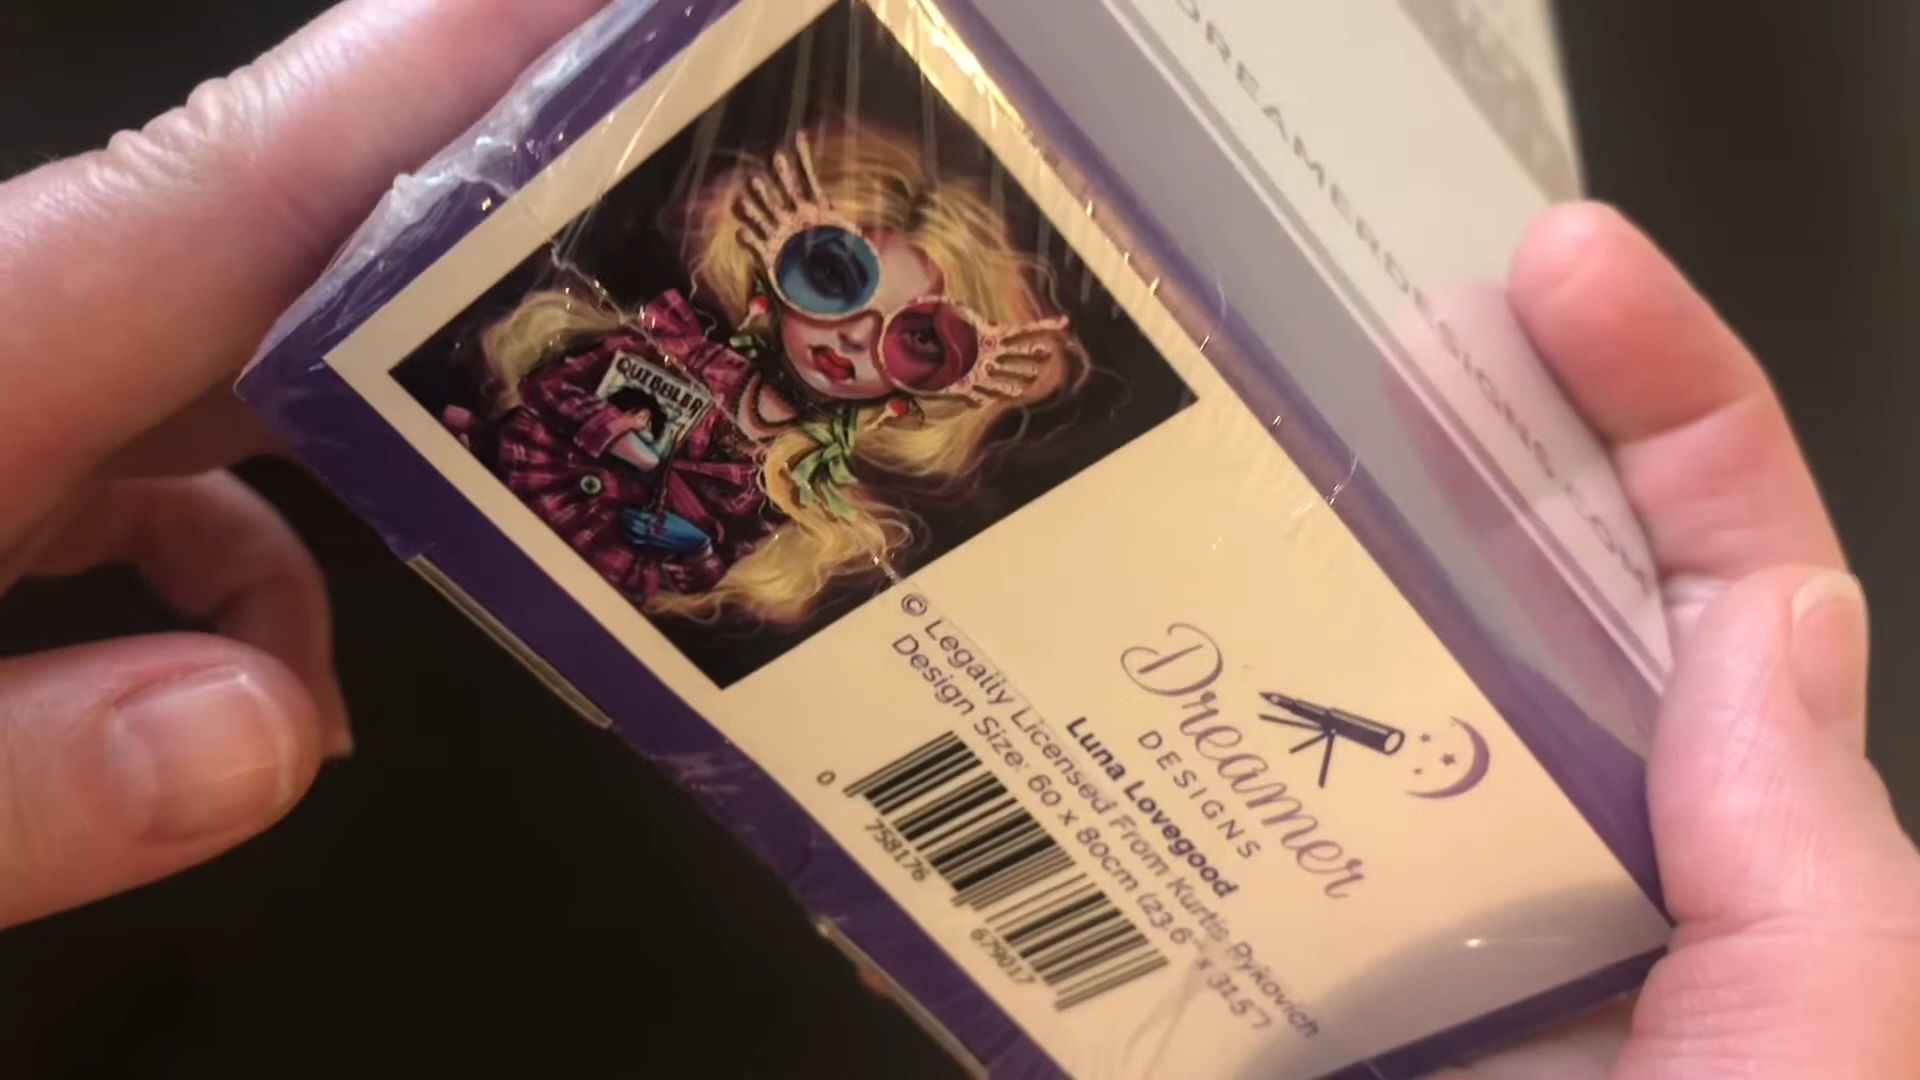 DREAMERDESIGNS.COM
QUIBBLER
Dreamer
DESIGNS
Luna Lovegood
© Legally Licensed From Kurtis Rykovich
Design Size: 60 x 80cm (23.6" x 31.5")
0 758176 679017